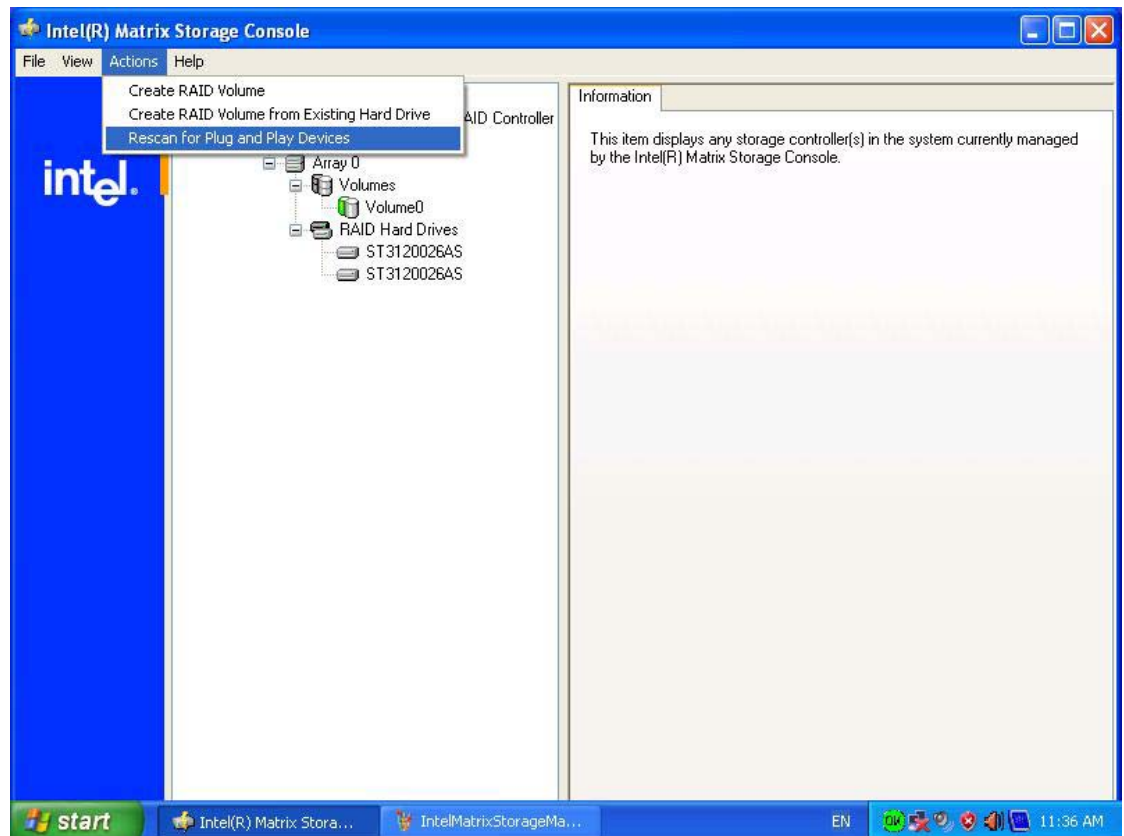 Intel(R) Matrix Storage Console
File View Actions Help
Create RAID Volume
Create RAID Volume from Existing Hard Drive
Rescan for Plug and Play Devices
AID Controller
Array 0
Volumes
Volume0
RAID Hard Drives
ST3120026AS
ST3120026AS
intel.
Information
This item displays any storage controller(s) in the system currently managed
by the Intel(R) Matrix Storage Console.
start
Intel(R) Matrix Stora...
IntelMatrixStorageMa...
EN
OK
11:36 AM